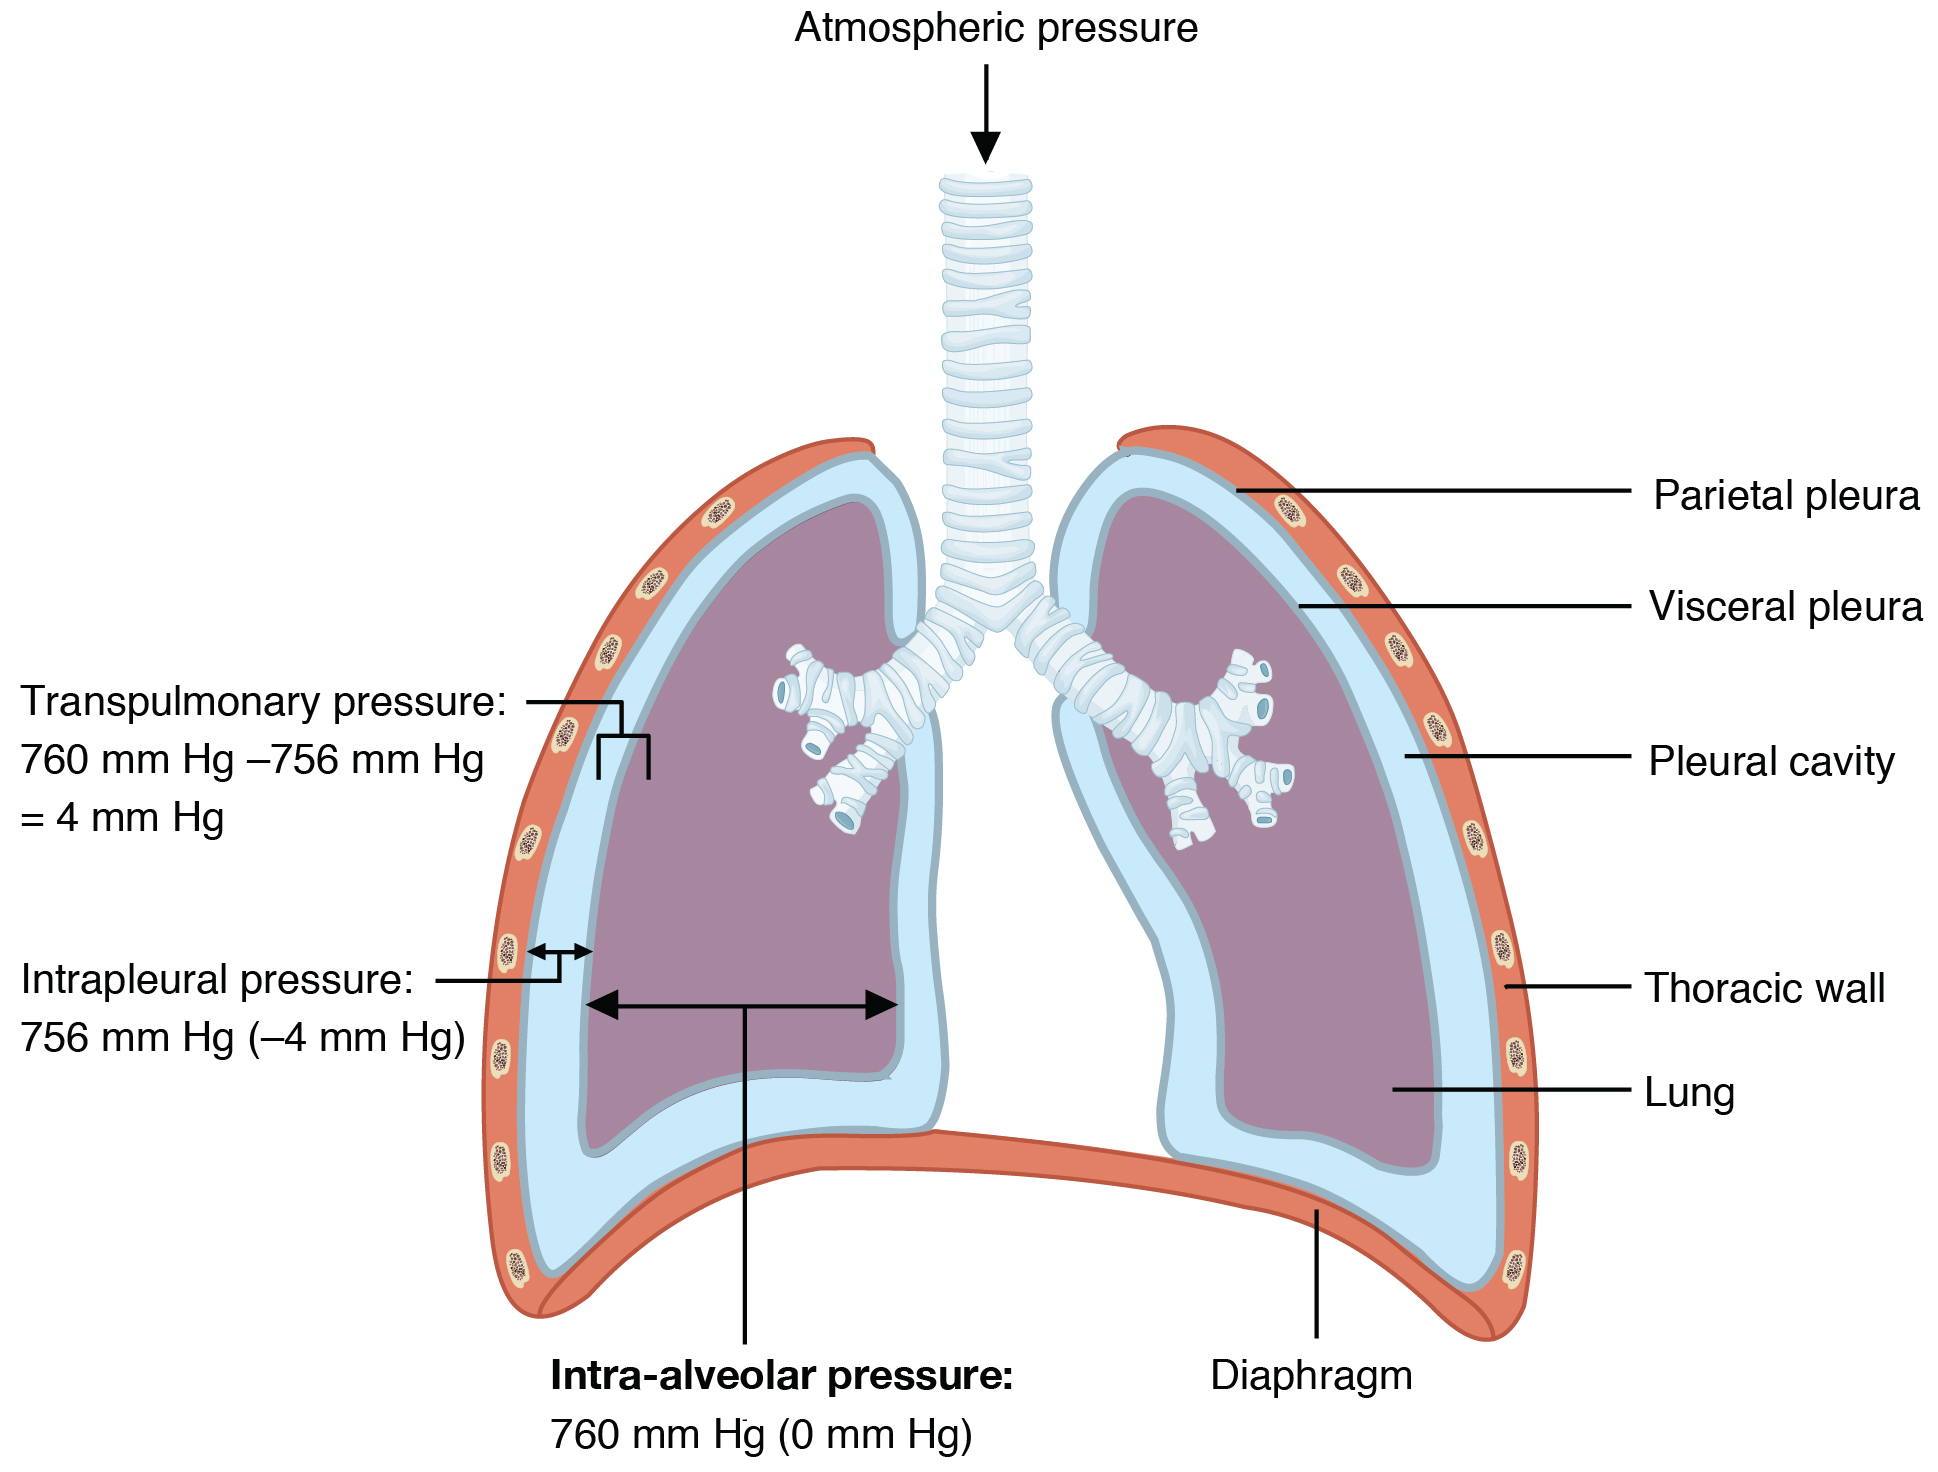 Atmospheric pressure
Parietal pleura
Visceral pleura
Transpulmonary pressure:
760 mm Hg –756 mm Hg
= 4 mm Hg
Pleural cavity
Intrapleural pressure:
756 mm Hg (–4 mm Hg)
Thoracic wall
Lung
Intra-alveolar pressure:
760 mm Hg (0 mm Hg)
Diaphragm